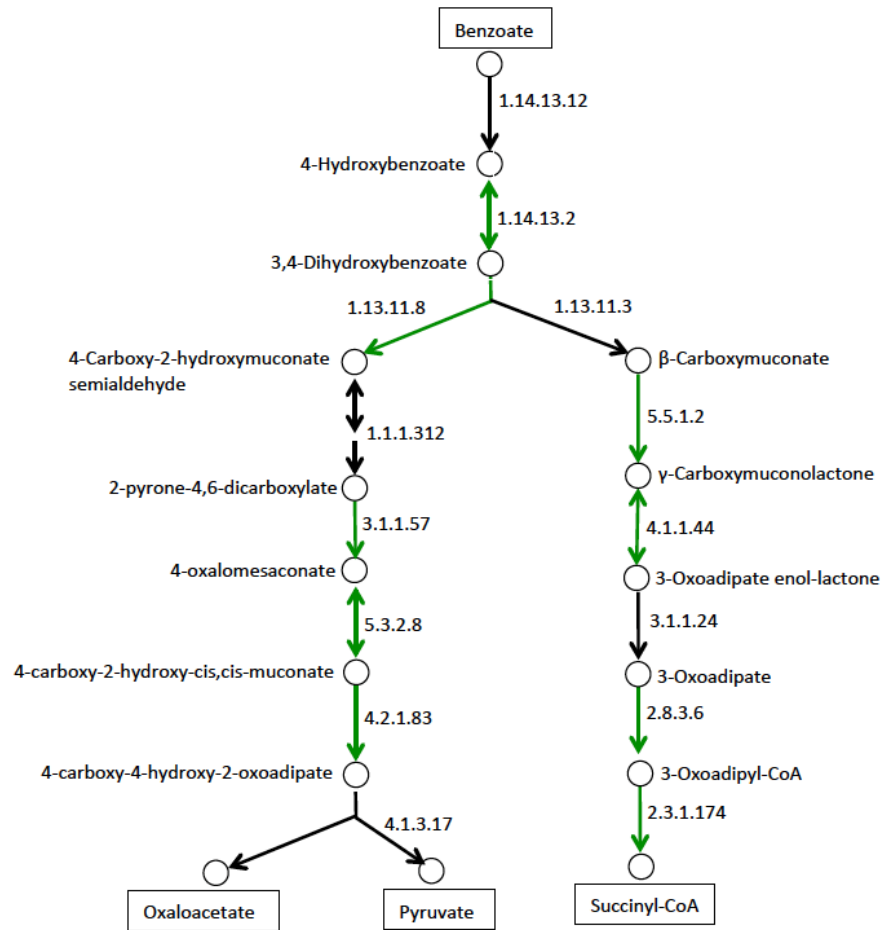 Benzoate
1.14.13.12
4-Hydroxybenzoate
1.14.13.2
3,4-Dihydroxybenzoate
1.13.11.8
1.13.11.3
4-Carboxy-2-hydroxymuconate
semialdehyde
β-Carboxymuconate
5.5.1.2
1.1.1.312
2-pyrone-4,6-dicarboxylate
γ-Carboxymuconolactone
3.1.1.57
4.1.1.44
4-oxalomesaconate
3-Oxoadipate enol-lactone
5.3.2.8
3.1.1.24
4-carboxy-2-hydroxy-cis,cis-muconate
3-Oxoadipate
4.2.1.83
2.8.3.6
4-carboxy-4-hydroxy-2-oxoadipate
3-Oxoadipyl-CoA
4.1.3.17
2.3.1.174
Oxaloacetate
Pyruvate
Succinyl-CoA